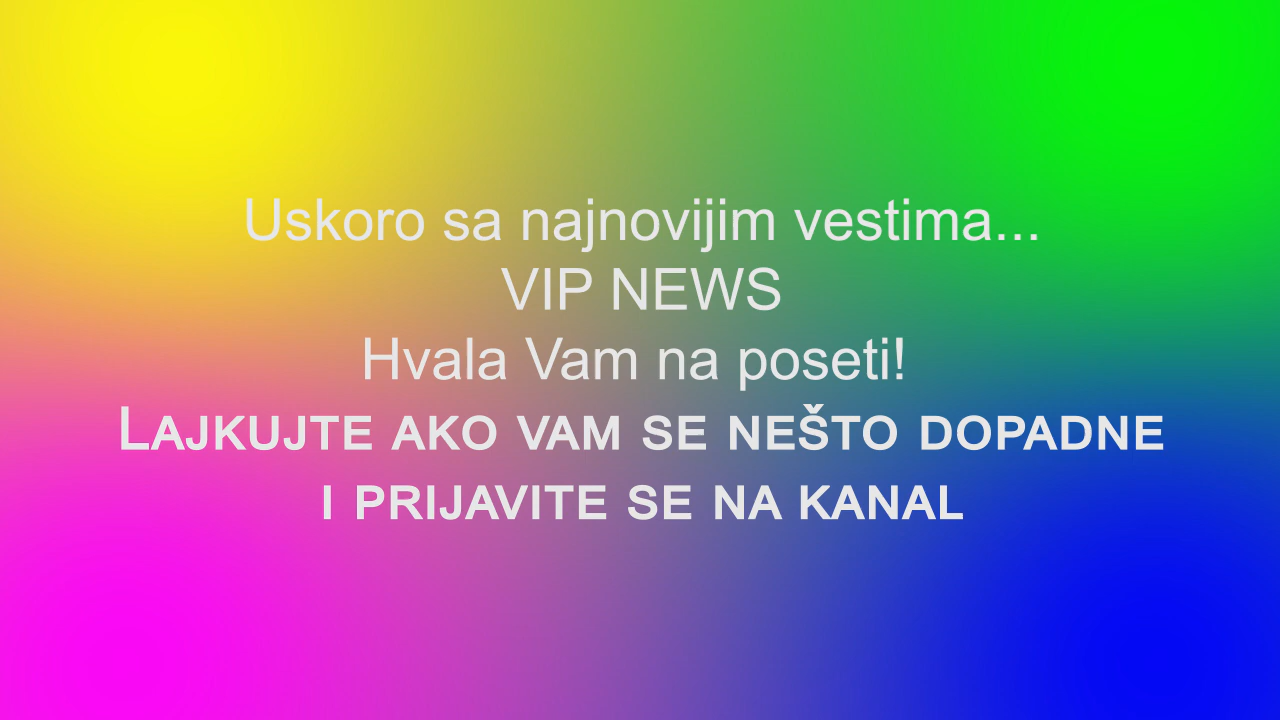 Uskoro sa najnovijim vestima...
VIP NEWS
Hvala Vam na poseti!
LAJKUJTE AKO VAM SE NEŠTO DOPADNE
I PRIJAVITE SE NA KANAL